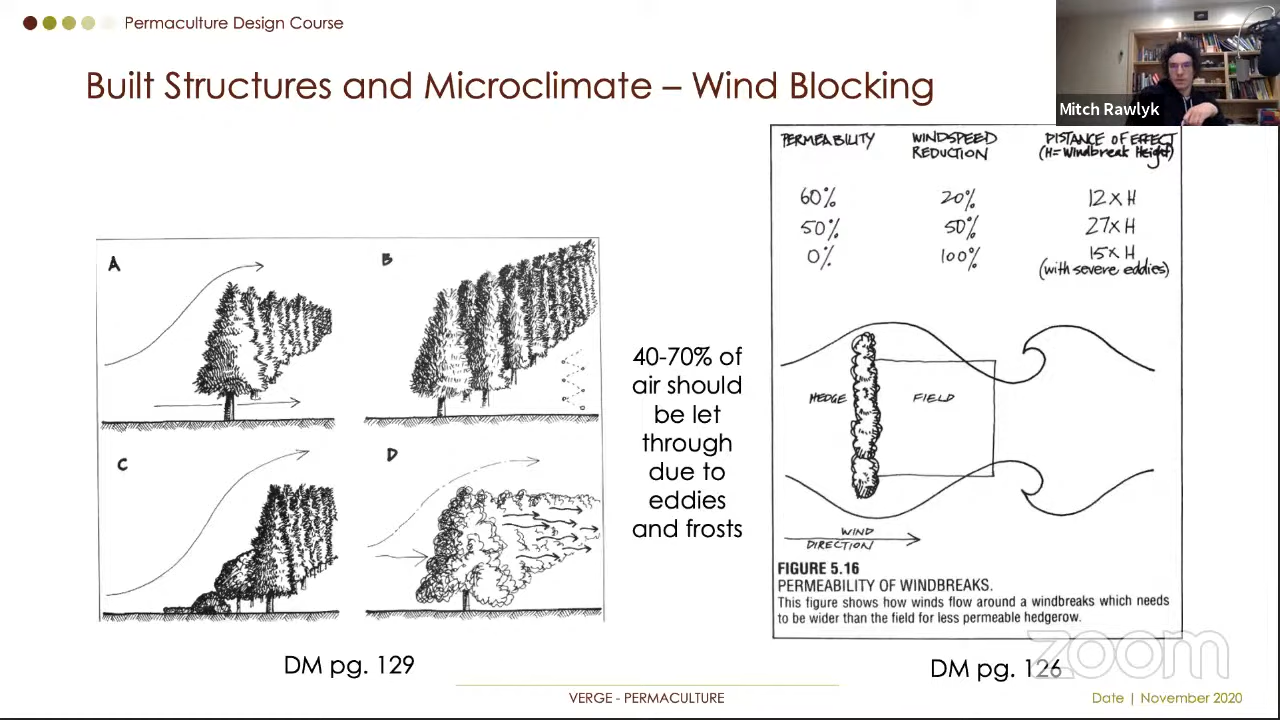 Permaculture Design Course
Mitch Rawlyk
Built Structures and Microclimate – Wind Blocking
A
B
C
D
DM pg. 129
40-70% of
air should
be let
through
due to
eddies
and frosts
PERMEABILITY WINDSPEED REDUCTION DISTANCE OF EFFECT
(H=Windbreak Height)
60% 20% 12 x H
50% 50% 27 x H
0% 100% 15 x H
(with severe eddies)
HEDGE FIELD
WIND
DIRECTION
FIGURE 5.16
PERMEABILITY OF WINDBREAKS.
This figure shows how winds flow around a windbreaks which needs
to be wider than the field for less permeable hedgerow.
DM pg. 126
zoom
VERGE - PERMACULTURE
Date | November 2020